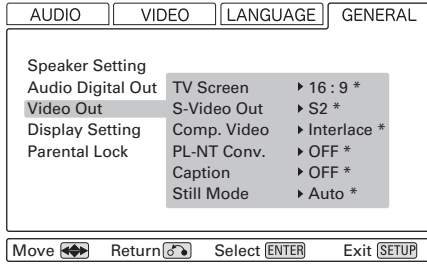 AUDIO VIDEO LANGUAGE GENERAL
Speaker Setting
Audio Digital Out TV Screen 16 : 9 *
Video Out S-Video Out S2 *
Display Setting Comp. Video Interlace *
Parental Lock PL-NT Conv. OFF *
Caption OFF *
Still Mode Auto *
Move Return Select ENTER Exit SETUP